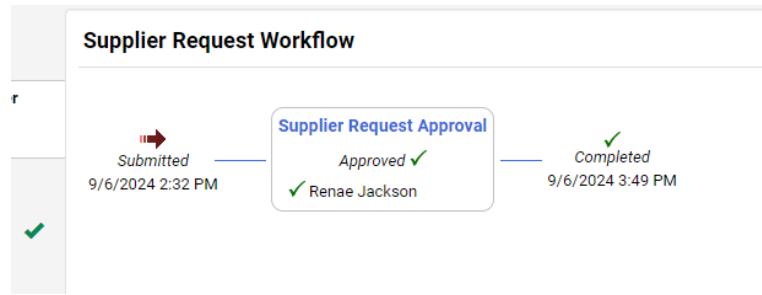 Supplier Request Workflow
r
Supplier Request Approval
Submitted
Approved
Completed
9/6/2024 2:32 PM
Renae Jackson
9/6/2024 3:49 PM